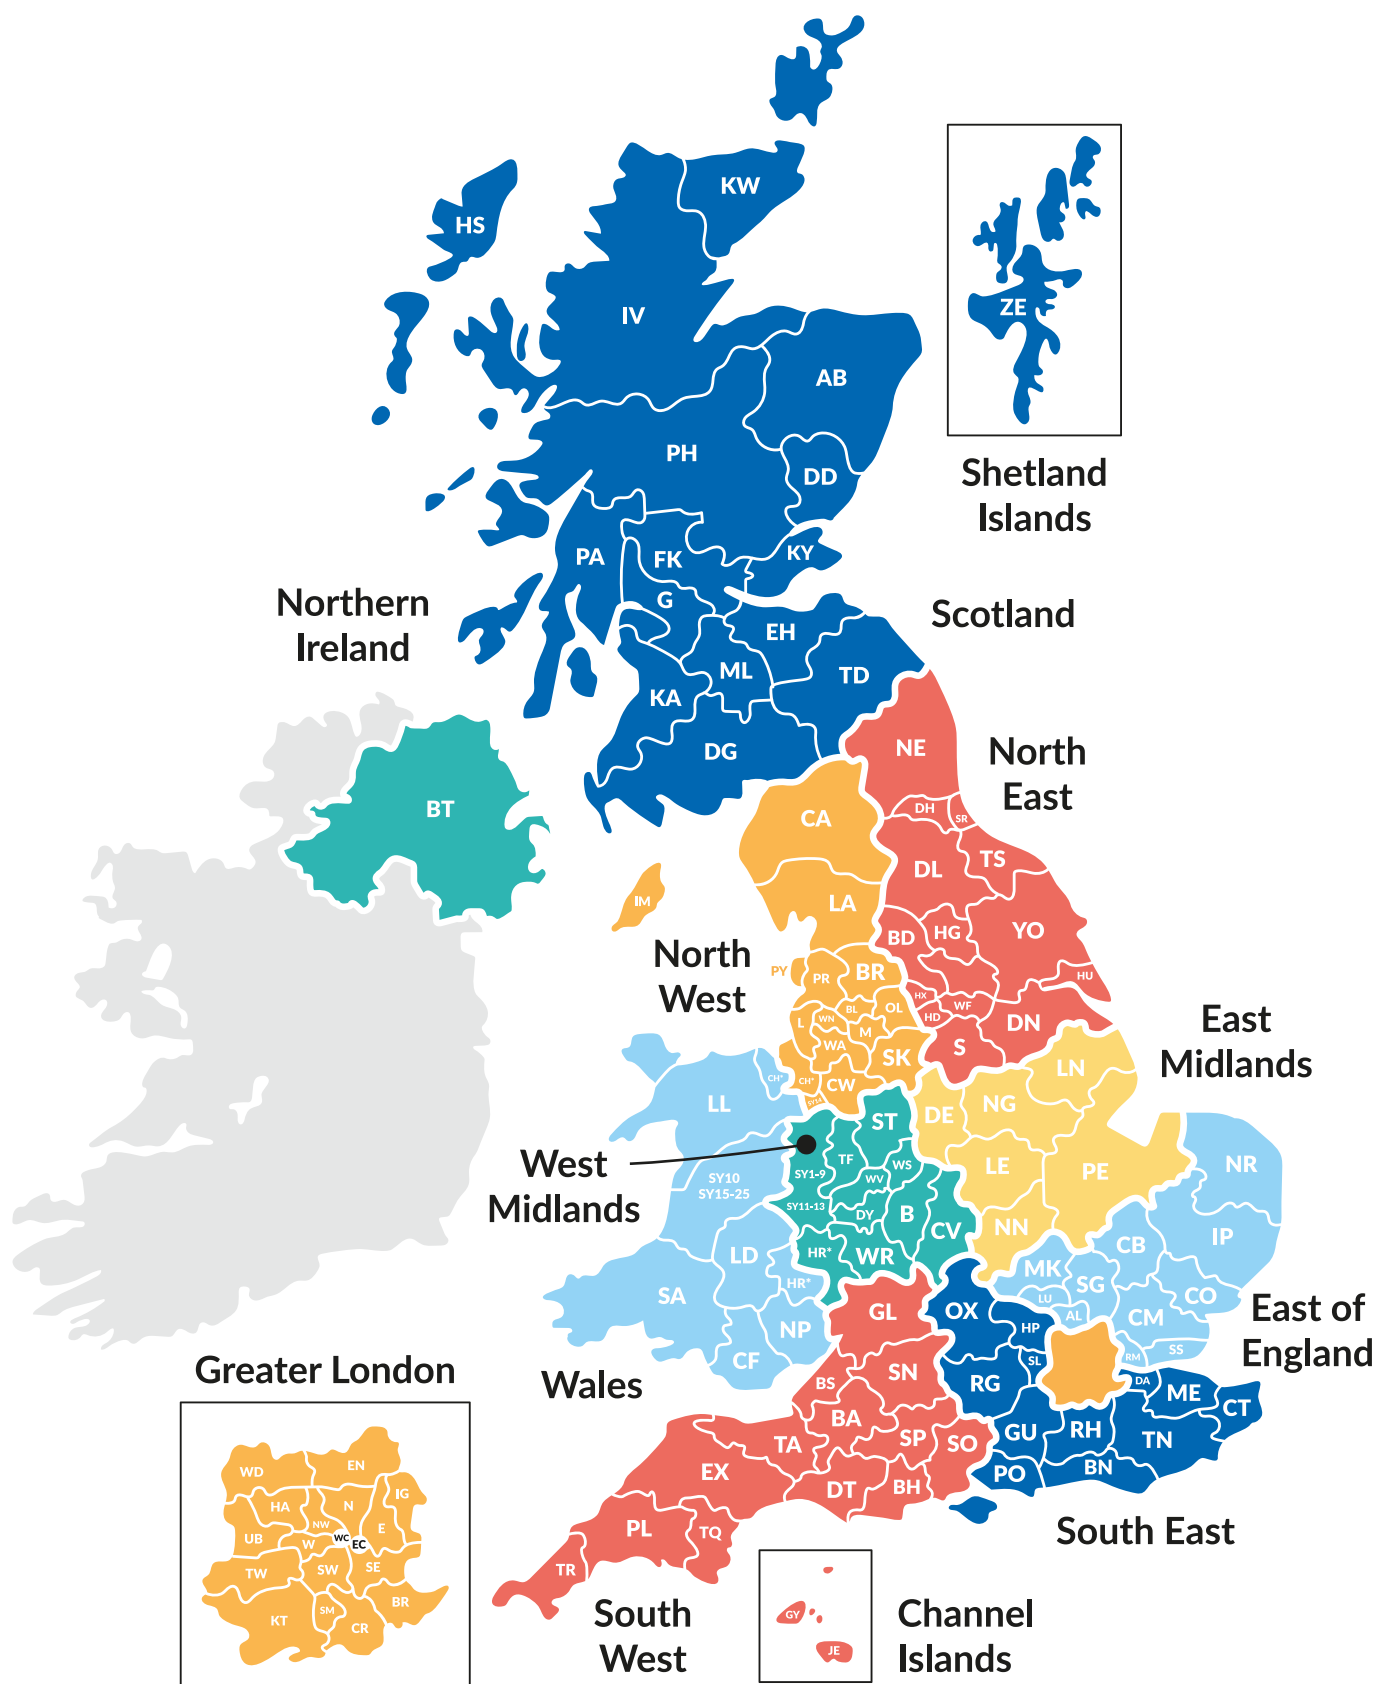 KW
HS
ZE
IV
AB
PH
DD
Shetland
Islands
KY
PA
FK
G
Northern
Ireland
Scotland
EH
ML
TD
KA
DG
NE
North
East
BT
CA
DH
SR
TS
DL
LA
IM
BD
HG
YO
North
West
PY
PR
BR
HU
HX
WF
BL
OL
L
WN
HD
DN
M
East
Midlands
WA
S
SK
LN
CH*
CH*
CW
SY14
LL
NG
DE
ST
West
Midlands
TF
WS
LE
PE
NR
SY1-9
WV
SY10
SY15-25
SY11-13
DY
B
CV
NN
IP
CB
LD
HR*
WR
HR*
MK
SG
SA
LU
CO
AL
CM
East of
England
GL
OX
HP
NP
CF
SS
RM
SL
Greater London
Wales
SN
RG
DA
ME
CT
BS
BA
GU
RH
TN
TA
SP
SO
EX
PO
BN
DT
BH
South East
PL
TQ
TR
WD
EN
IG
HA
N
NW
E
UB
W
WC
EC
TW
SW
SE
KT
SM
CR
BR
South
West
GY
JE
Channel
Islands